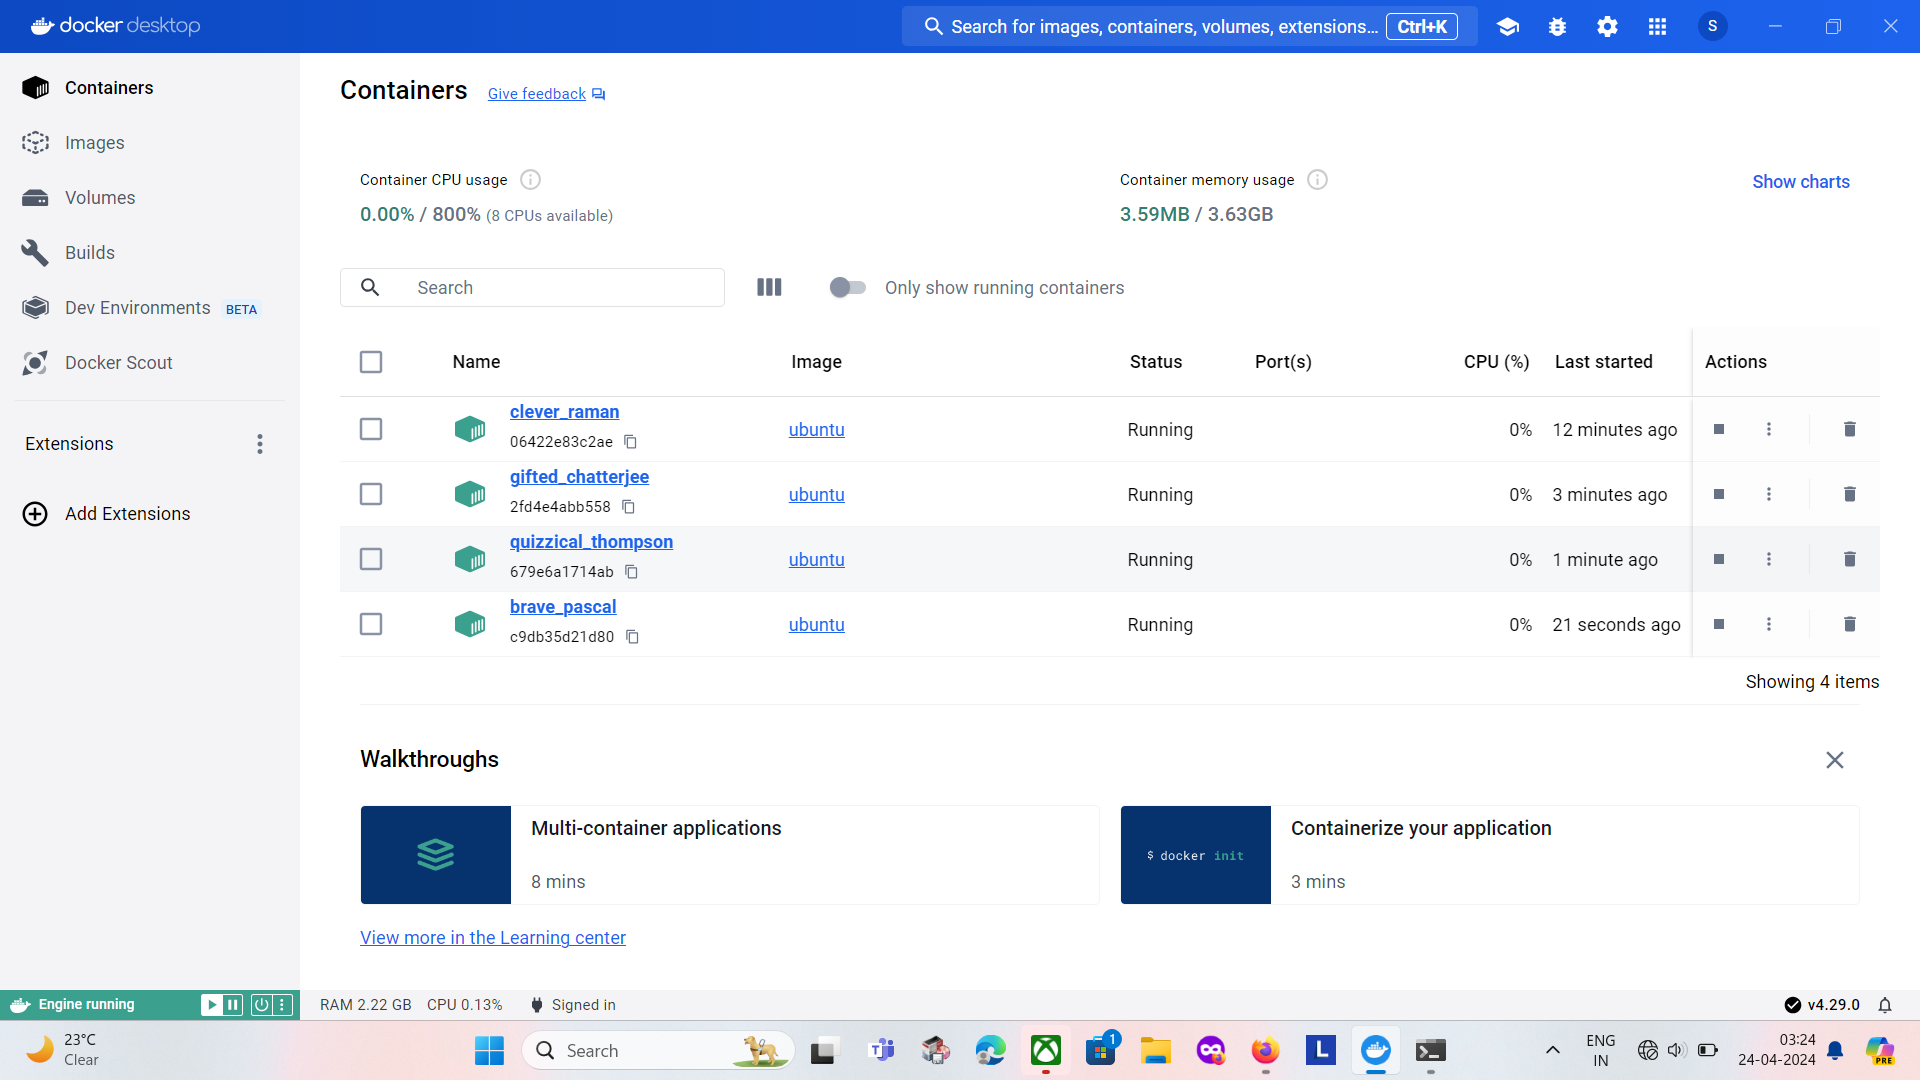 docker desktop
Search for images, containers, volumes, extensions... Ctrl+K
S
Containers
Images
Volumes
Builds
Dev Environments BETA
Docker Scout
Extensions
Add Extensions
Containers Give feedback
Container CPU usage
0.00% / 800% (8 CPUs available)
Container memory usage
3.59MB / 3.63GB
Show charts
Search
Only show running containers
Name Image Status Port(s) CPU (%) Last started Actions
clever_raman
06422e83c2ae
ubuntu Running 0% 12 minutes ago
gifted_chatterjee
2fd4e4abb558
ubuntu Running 0% 3 minutes ago
quizzical_thompson
679e6a1714ab
ubuntu Running 0% 1 minute ago
brave_pascal
c9db35d21d80
ubuntu Running 0% 21 seconds ago
Showing 4 items
Walkthroughs
Multi-container applications
8 mins
$ docker init
Containerize your application
3 mins
View more in the Learning center
Engine running
RAM 2.22 GB CPU 0.13% Signed in
v4.29.0
23°C
Clear
Search
1
L
ENG
IN
03:24
24-04-2024
PRE